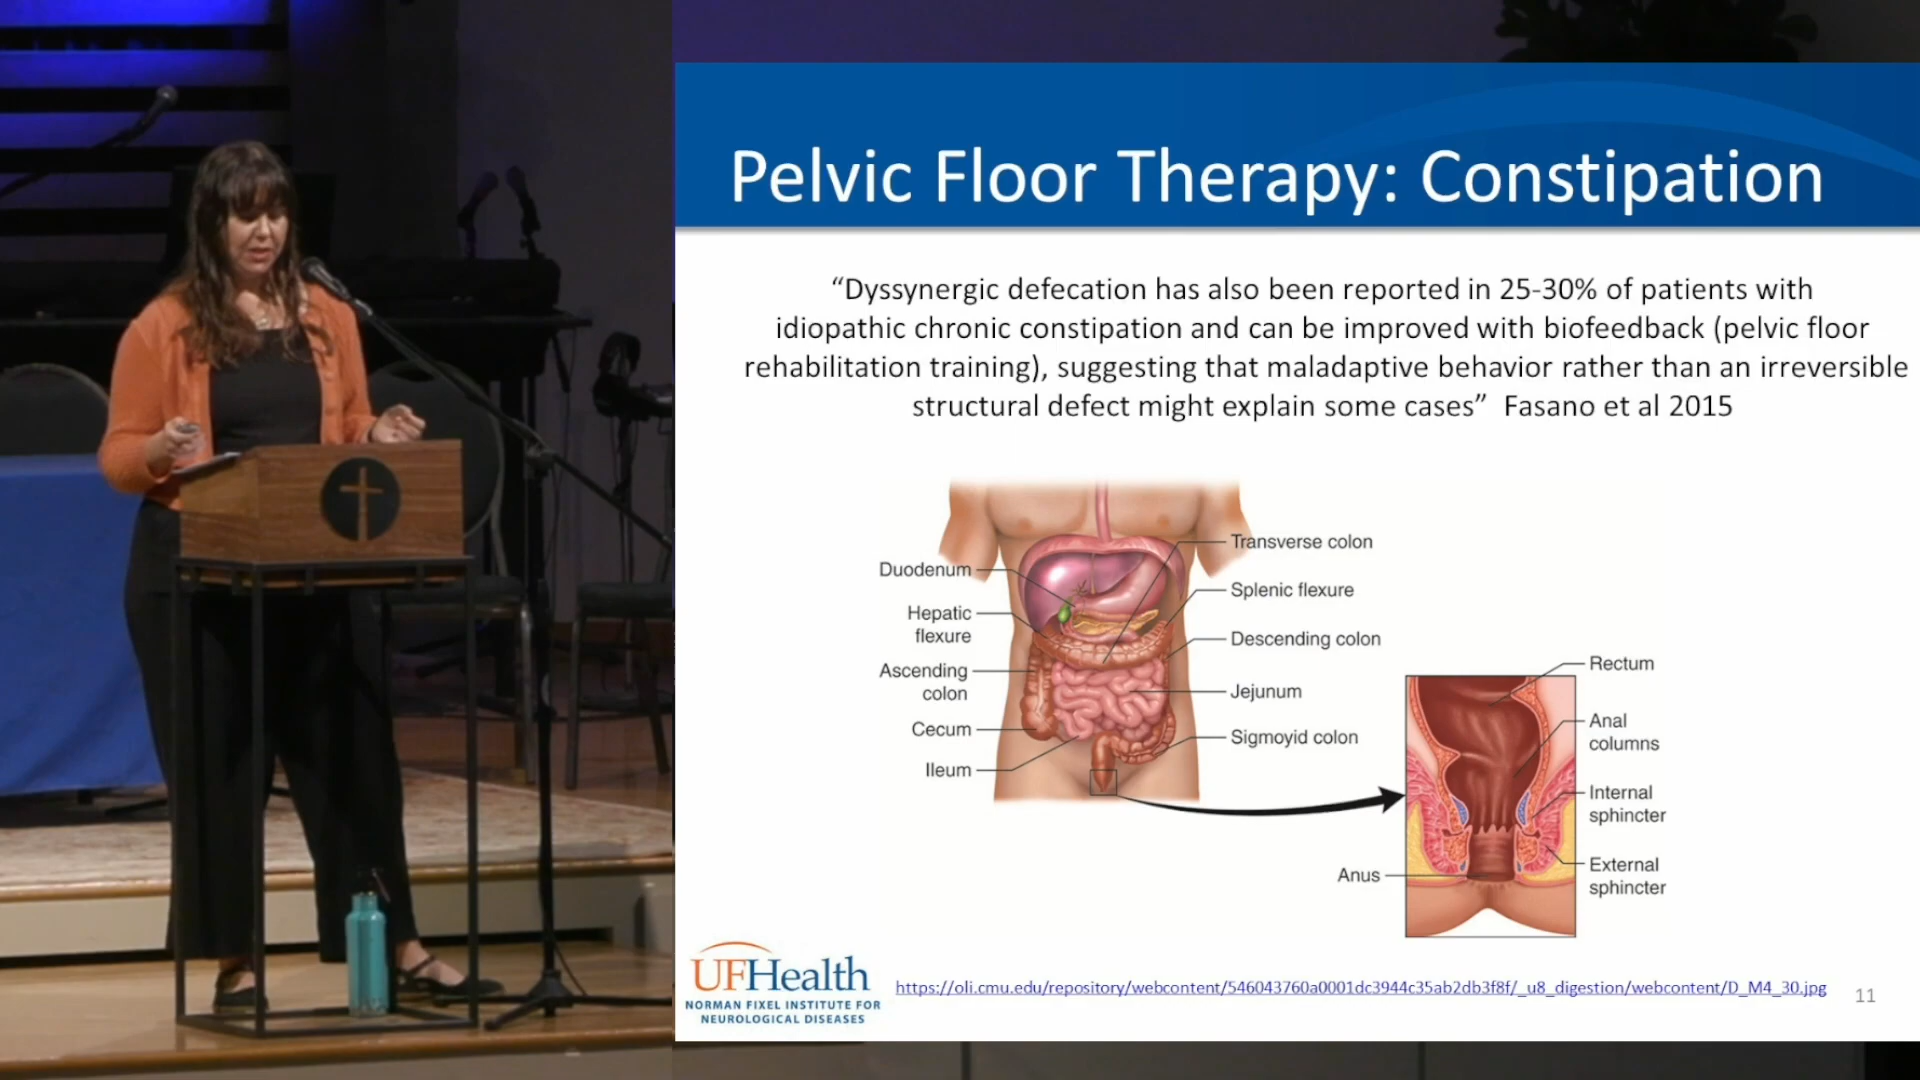 Pelvic Floor Therapy: Constipation
“Dyssynergic defecation has also been reported in 25-30% of patients with
idiopathic chronic constipation and can be improved with biofeedback (pelvic floor
rehabilitation training), suggesting that maladaptive behavior rather than an irreversible
structural defect might explain some cases” Fasano et al 2015
Duodenum
Hepatic
flexure
Ascending
colon
Cecum
Ileum
Transverse colon
Splenic flexure
Descending colon
Jejunum
Sigmoyid colon
Rectum
Anal
columns
Internal
sphincter
External
sphincter
Anus
UFHealth
NORMAN FIXEL INSTITUTE FOR
NEUROLOGICAL DISEASES
https://oli.cmu.edu/repository/webcontent/546043760a0001dc3944c35ab2db3f8f/_u8_digestion/webcontent/D_M4_30.jpg
11